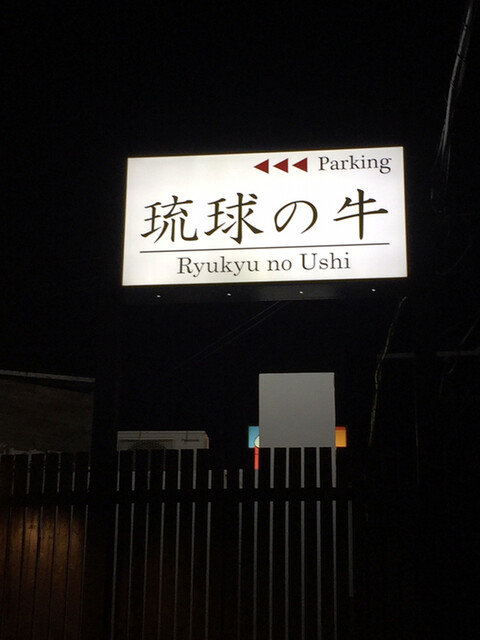 ◀◀◀ Parking
琉球の牛
Ryukyu no Ushi